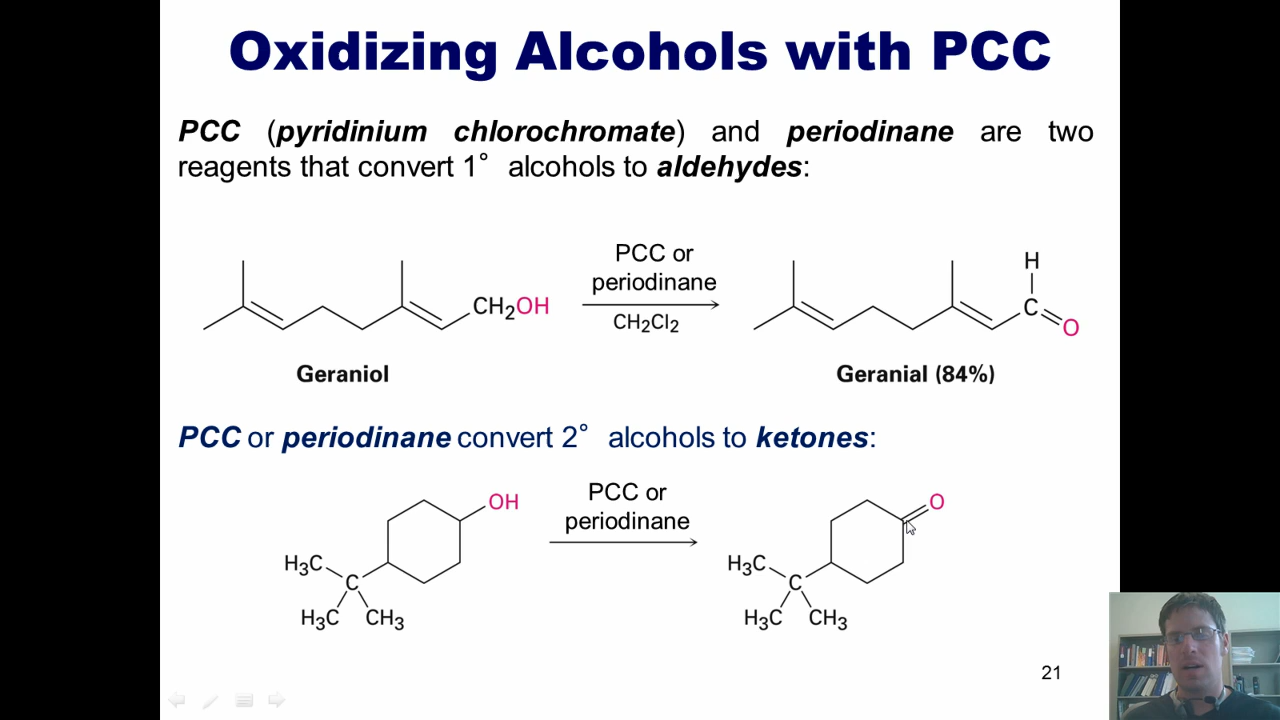 Oxidizing Alcohols with PCC
PCC (pyridinium chlorochromate) and periodinane are two
reagents that convert 1° alcohols to aldehydes:
PCC or
periodinane
CH2Cl2
CH2OH
H
C
O
Geraniol
Geranial (84%)
PCC or periodinane convert 2° alcohols to ketones:
OH
PCC or
periodinane
O
H3C
C
H3C CH3
H3C
C
H3C CH3
21